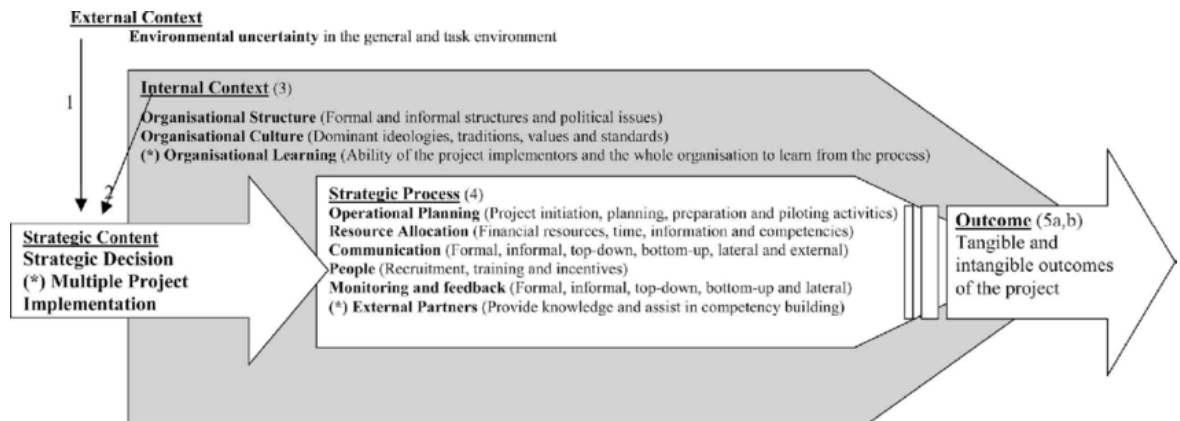 External Context
Environmental uncertainty in the general and task environment
1
Internal Context (3)
Organisational Structure (Formal and informal structures and political issues)
Organisational Culture (Dominant ideologies, traditions, values and standards)
(*) Organisational Learning (Ability of the project implementors and the whole organisation to learn from the process)
2
Strategic Content
Strategic Decision
(*) Multiple Project
Implementation
Strategic Process (4)
Operational Planning (Project initiation, planning, preparation and piloting activities)
Resource Allocation (Financial resources, time, information and competencies)
Communication (Formal, informal, top-down, bottom-up, lateral and external)
People (Recruitment, training and incentives)
Monitoring and feedback (Formal, informal, top-down, bottom-up and lateral)
(*) External Partners (Provide knowledge and assist in competency building)
Outcome (5a,b)
Tangible and
intangible outcomes
of the project